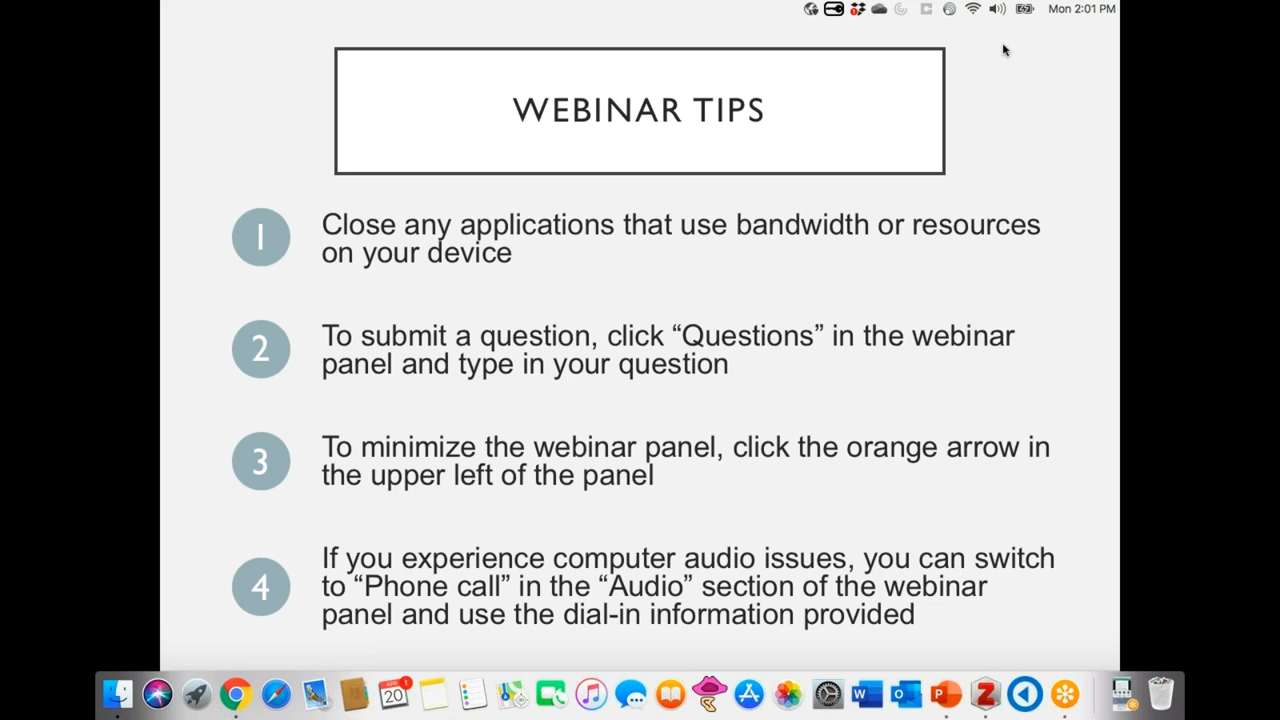 Mon 2:01 PM
WEBINAR TIPS
1
Close any applications that use bandwidth or resources
on your device
2
To submit a question, click “Questions” in the webinar
panel and type in your question
3
To minimize the webinar panel, click the orange arrow in
the upper left of the panel
4
If you experience computer audio issues, you can switch
to “Phone call” in the “Audio” section of the webinar
panel and use the dial-in information provided
20
1
W
O
P
Z